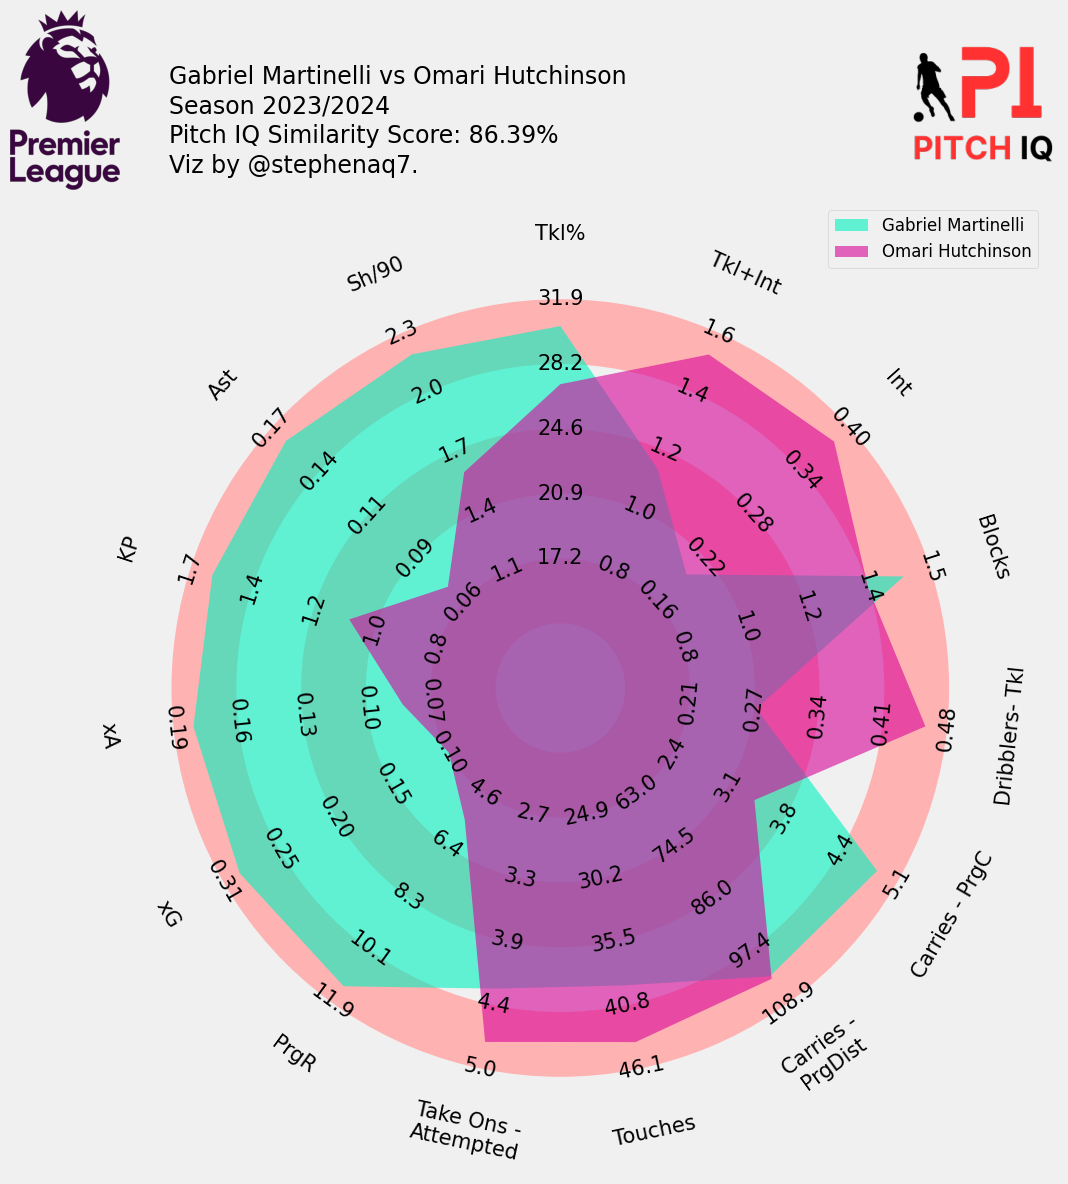 Gabriel Martinelli vs Omari Hutchinson
Season 2023/2024
Pitch IQ Similarity Score: 86.39%
Viz by @stephenaq7.
Premier
League
PI
PITCH IQ
Gabriel Martinelli
Omari Hutchinson
Tkl%
17.2
20.9
24.6
28.2
31.9
Tkl+Int
0.8
1.0
1.2
1.4
1.6
Int
0.16
0.22
0.28
0.34
0.40
Blocks
0.8
1.0
1.2
1.4
1.5
Dribblers- Tkl
0.21
0.27
0.34
0.41
0.48
Carries - PrgC
2.4
3.1
3.8
4.4
5.1
Carries -
PrgDist
63.0
74.5
86.0
97.4
108.9
Touches
24.9
30.2
35.5
40.8
46.1
Take Ons -
Attempted
2.7
3.3
3.9
4.4
5.0
PrgR
4.6
6.4
8.3
10.1
11.9
xG
0.10
0.15
0.20
0.25
0.31
xA
0.07
0.10
0.13
0.16
0.19
KP
0.8
1.0
1.2
1.4
1.7
Ast
0.06
0.09
0.11
0.14
0.17
Sh/90
1.1
1.4
1.7
2.0
2.3